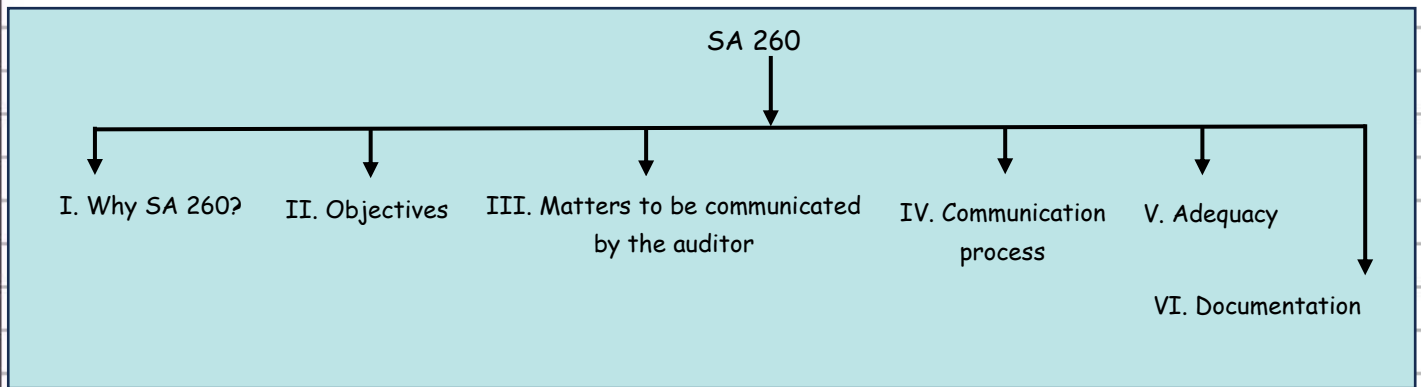 SA 260
I. Why SA 260?
II. Objectives
III. Matters to be communicated
by the auditor
IV. Communication
process
V. Adequacy
VI. Documentation